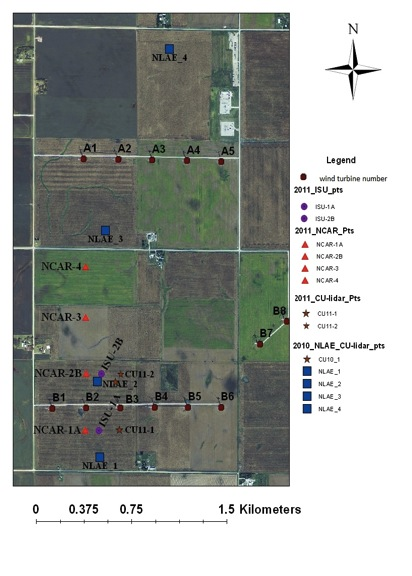 N
NLAE_4
A1 A2 A3 A4 A5
NLAE_3
NCAR-4
NCAR-3
B8
B7
ISU-2B
NCAR-2B CU11-2
NLAE_2
B1 B2 B3 B4 B5 B6
ISU-1A
NCAR-1A CU11-1
NLAE_1
Legend
wind turbine number
2011_ISU_pts
ISU-1A
ISU-2B
2011_NCAR_Pts
NCAR-1A
NCAR-2B
NCAR-3
NCAR-4
2011_CU-lidar_Pts
CU11-1
CU11-2
2010_NLAE_CU-lidar_pts
CU10_1
NLAE_1
NLAE_2
NLAE_3
NLAE_4
0 0.375 0.75 1.5 Kilometers